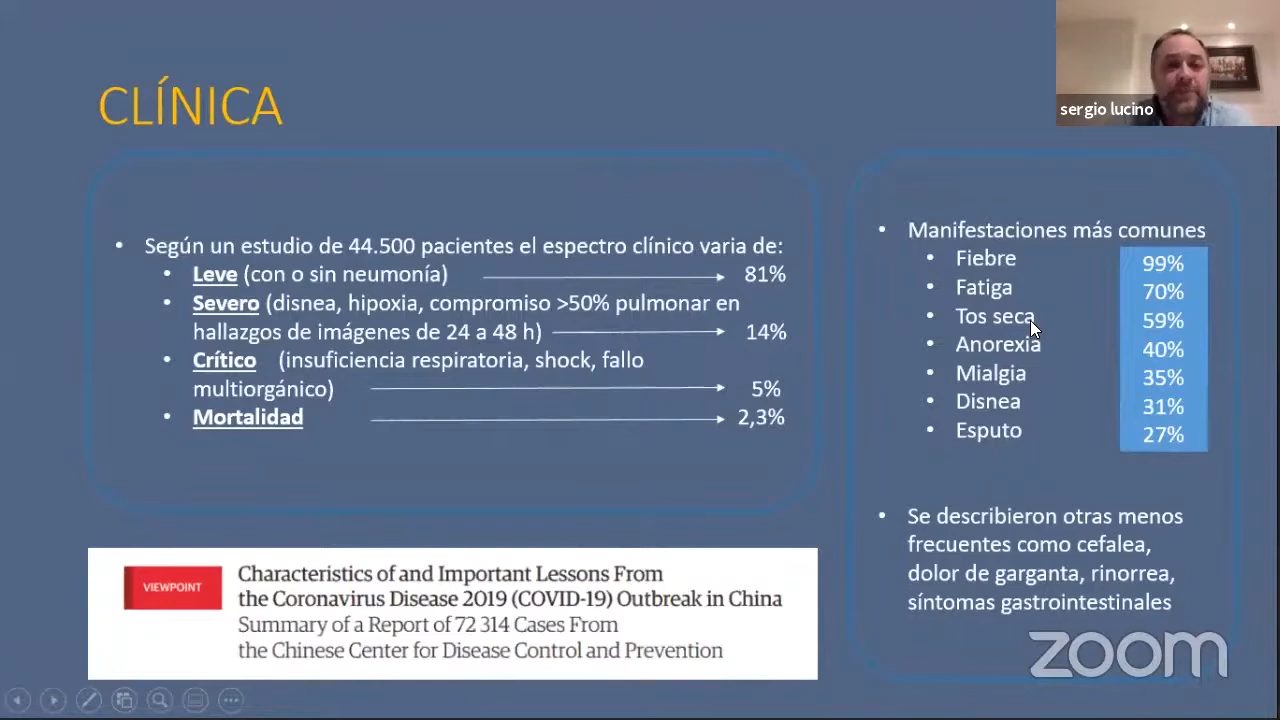 CLÍNICA
sergio lucino
• Según un estudio de 44.500 pacientes el espectro clínico varia de:
• Leve (con o sin neumonía) 81%
• Severo (disnea, hipoxia, compromiso >50% pulmonar en
hallazgos de imágenes de 24 a 48 h) 14%
• Crítico (insuficiencia respiratoria, shock, fallo
multiorgánico) 5%
• Mortalidad 2,3%
VIEWPOINT
Characteristics of and Important Lessons From
the Coronavirus Disease 2019 (COVID-19) Outbreak in China
Summary of a Report of 72 314 Cases From
the Chinese Center for Disease Control and Prevention
• Manifestaciones más comunes
• Fiebre 99%
• Fatiga 70%
• Tos seca 59%
• Anorexia 40%
• Mialgia 35%
• Disnea 31%
• Esputo 27%
• Se describieron otras menos
frecuentes como cefalea,
dolor de garganta, rinorrea,
síntomas gastrointestinales
zoom